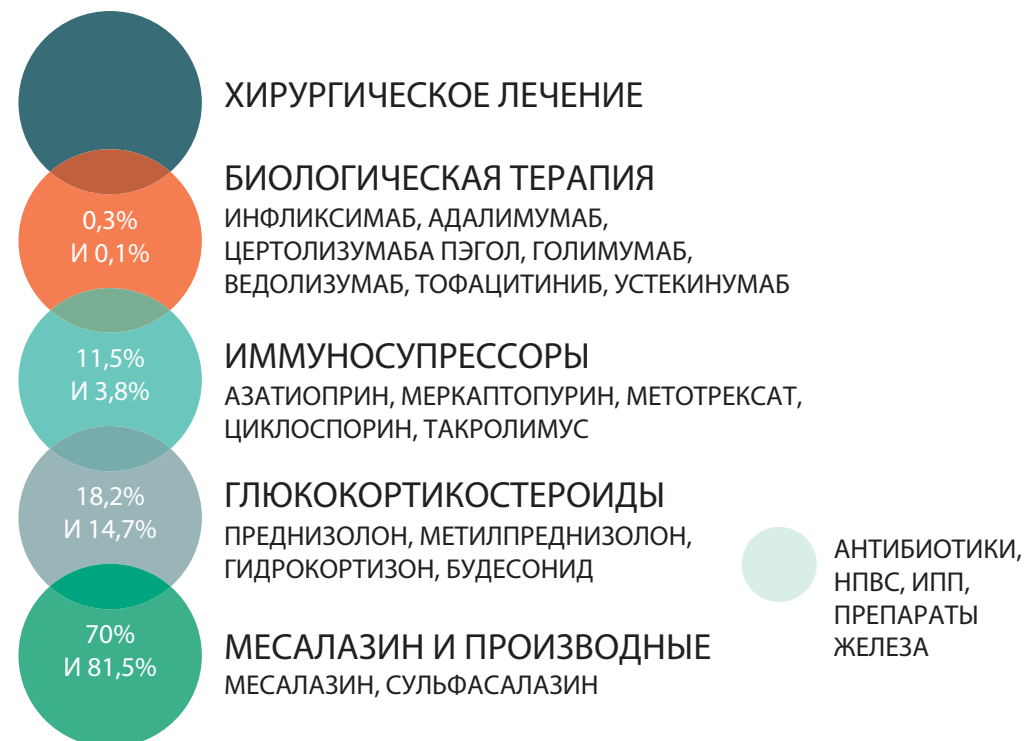 ХИРУРГИЧЕСКОЕ ЛЕЧЕНИЕ
0,3%
И 0,1%
БИОЛОГИЧЕСКАЯ ТЕРАПИЯ
ИНФЛИКСИМАБ, АДАЛИМУМАБ,
ЦЕРТОЛИЗУМАБА ПЭГОЛ, ГОЛИМУМАБ,
ВЕДОЛИЗУМАБ, ТОФАЦИТИНИБ, УСТЕКИНУМАБ
11,5%
И 3,8%
ИММУНОСУПРЕССОРЫ
АЗАТИОПРИН, МЕРКАПТОПУРИН, МЕТОТРЕКСАТ,
ЦИКЛОСПОРИН, ТАКРОЛИМУС
18,2%
И 14,7%
ГЛЮКОКОРТИКОСТЕРОИДЫ
ПРЕДНИЗОЛОН, МЕТИЛПРЕДНИЗОЛОН,
ГИДРОКОРТИЗОН, БУДЕСОНИД
70%
И 81,5%
МЕСАЛАЗИН И ПРОИЗВОДНЫЕ
МЕСАЛАЗИН, СУЛЬФАСАЛАЗИН
АНТИБИОТИКИ,
НПВС, ИПП,
ПРЕПАРАТЫ
ЖЕЛЕЗА